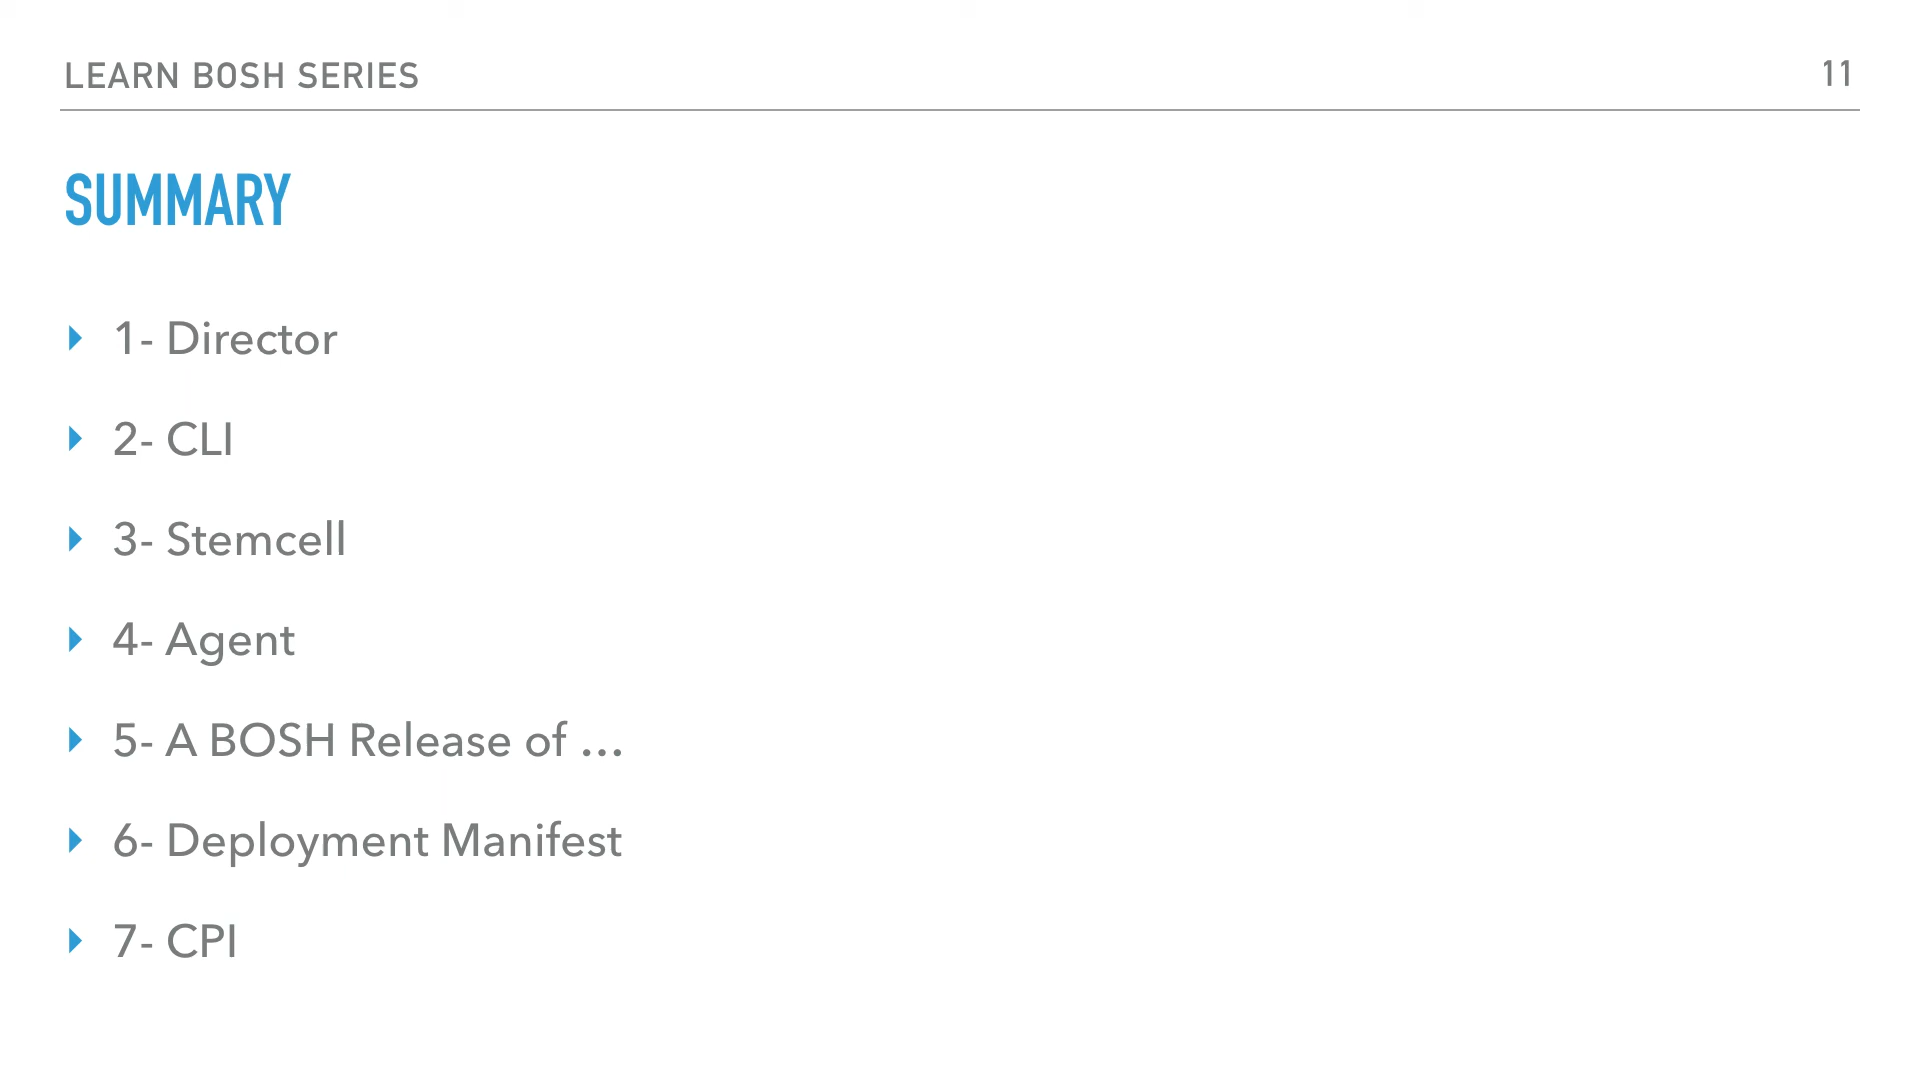 LEARN BOSH SERIES
11
SUMMARY
1- Director
2- CLI
3- Stemcell
4- Agent
5- A BOSH Release of ...
6- Deployment Manifest
7- CPI